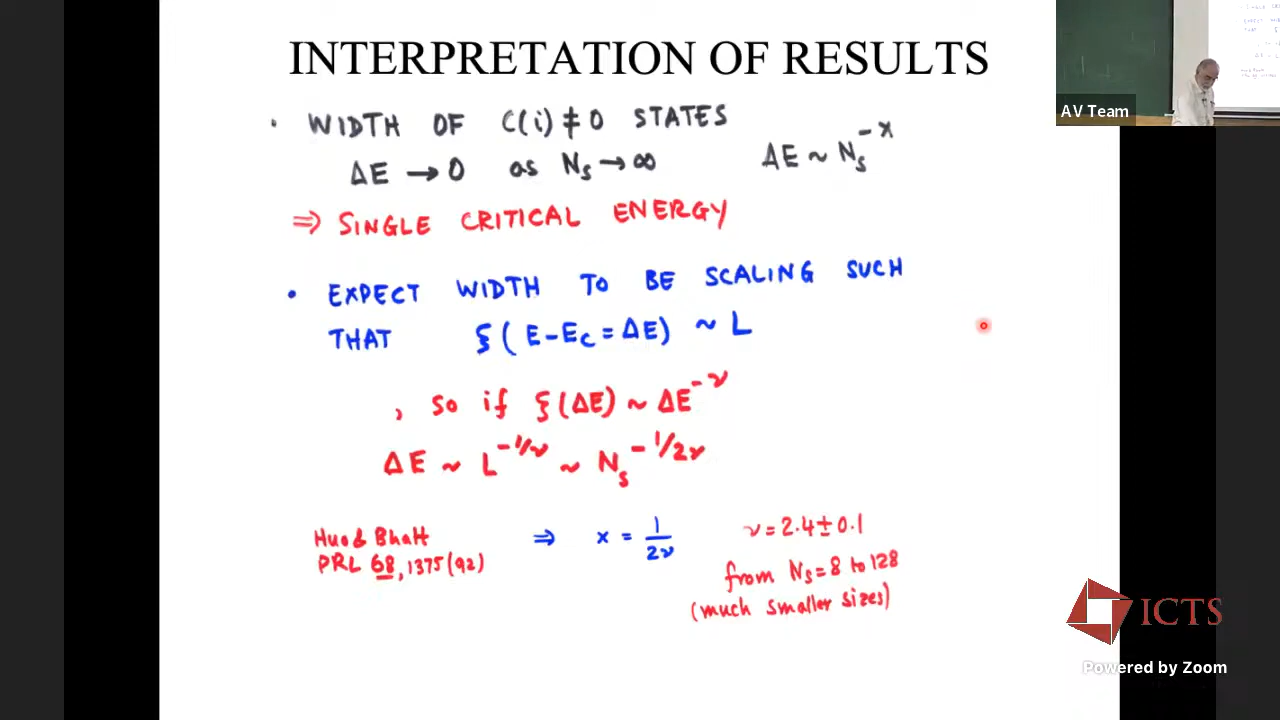 INTERPRETATION OF RESULTS
• WIDTH OF C(i) ≠ 0 STATES
ΔE → 0 as Ns → ∞ ΔE ~ Ns^-x
⇒ SINGLE CRITICAL ENERGY
• EXPECT WIDTH TO BE SCALING SUCH
THAT ξ(E-Ec = ΔE) ~ L
, so if ξ(ΔE) ~ ΔE^-ν
ΔE ~ L^-1/ν ~ Ns^-1/2ν
Huo & Bhatt
PRL 68, 1375 (92)
⇒ x = 1/2ν
ν = 2.4 ± 0.1
from Ns = 8 to 128
(much smaller sizes)
AV Team
ICTS
Powered by Zoom